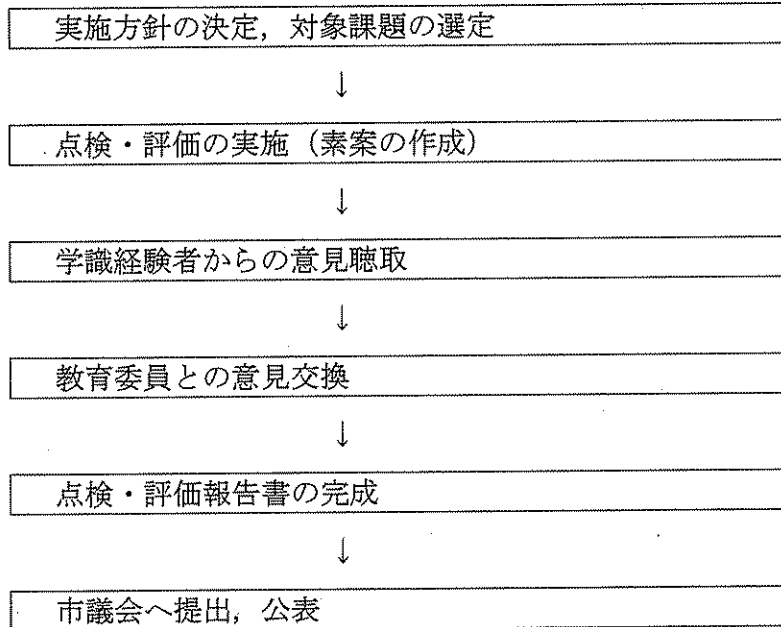 実施方針の決定，対象課題の選定
↓
点検・評価の実施（素案の作成）
↓
学識経験者からの意見聴取
↓
教育委員との意見交換
↓
点検・評価報告書の完成
↓
市議会へ提出，公表